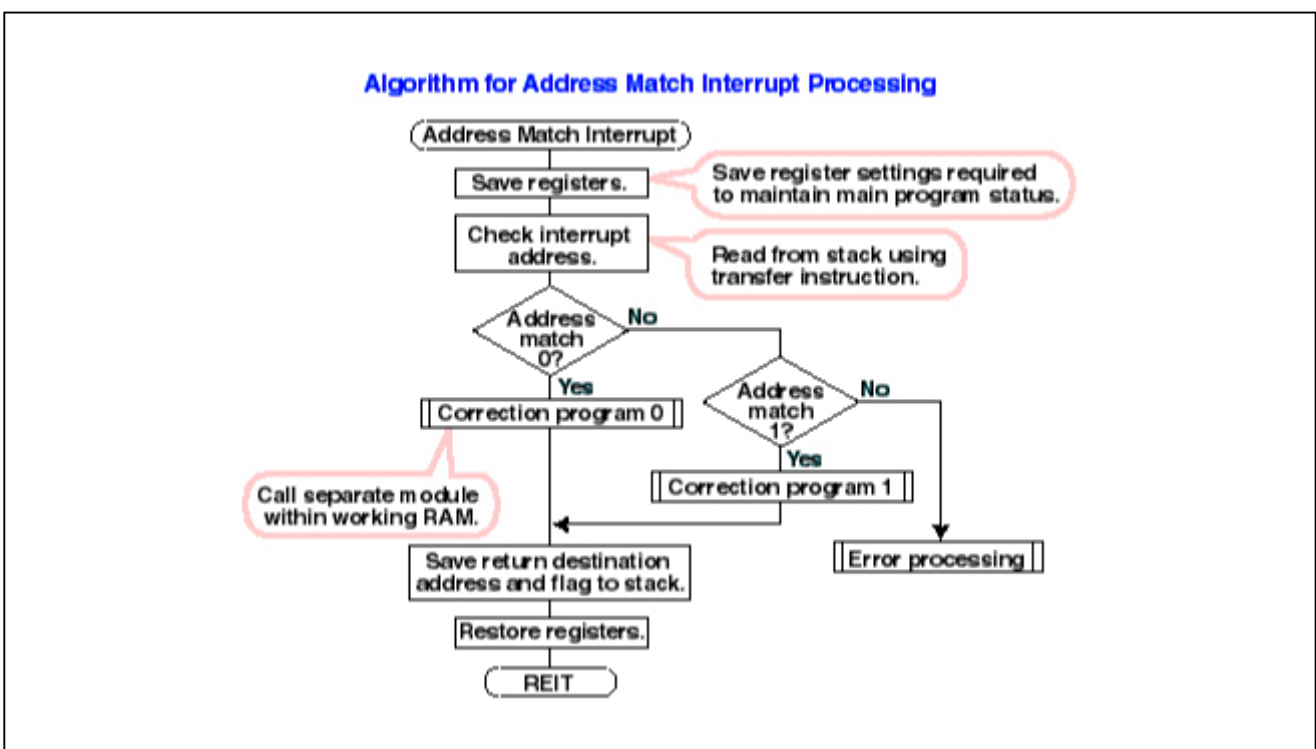 Algorithm for Address Match Interrupt Processing
Address Match Interrupt
Save registers.
Save register settings required
to maintain main program status.
Check interrupt
address.
Read from stack using
transfer instruction.
Address
match
0?
No
Yes
Address
match
1?
No
Yes
Correction program 0
Correction program 1
Call separate module
within working RAM.
Error processing
Save return destination
address and flag to stack.
Restore registers.
REIT